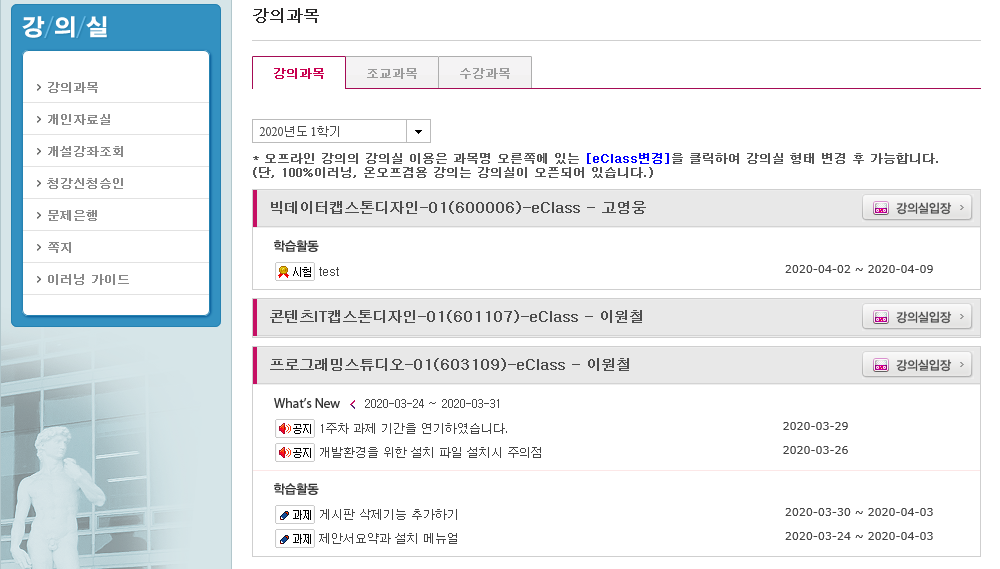 강/의/실
강의과목
개인자료실
개설강좌조회
청강신청승인
문제은행
쪽지
이러닝 가이드
강의과목
강의과목 조교과목 수강과목
2020년도 1학기
* 오프라인 강의의 강의실 이용은 과목명 오른쪽에 있는 [eClass변경]을 클릭하여 강의실 형태 변경 후 가능합니다.
(단, 100%이러닝, 온오프겸용 강의는 강의실이 오픈되어 있습니다.)
빅데이터캡스톤디자인-01(600006)-eClass - 고영웅 강의실입장
학습활동
시험 test 2020-04-02 ~ 2020-04-09
콘텐츠IT캡스톤디자인-01(601107)-eClass - 이원철 강의실입장
프로그래밍스튜디오-01(603109)-eClass - 이원철 강의실입장
What's New < 2020-03-24 ~ 2020-03-31
공지 1주차 과제 기간을 연기하였습니다. 2020-03-29
공지 개발환경을 위한 설치 파일 설치시 주의점 2020-03-26
학습활동
과제 게시판 삭제기능 추가하기 2020-03-30 ~ 2020-04-03
과제 제안서요약과 설치 메뉴얼 2020-03-24 ~ 2020-04-03